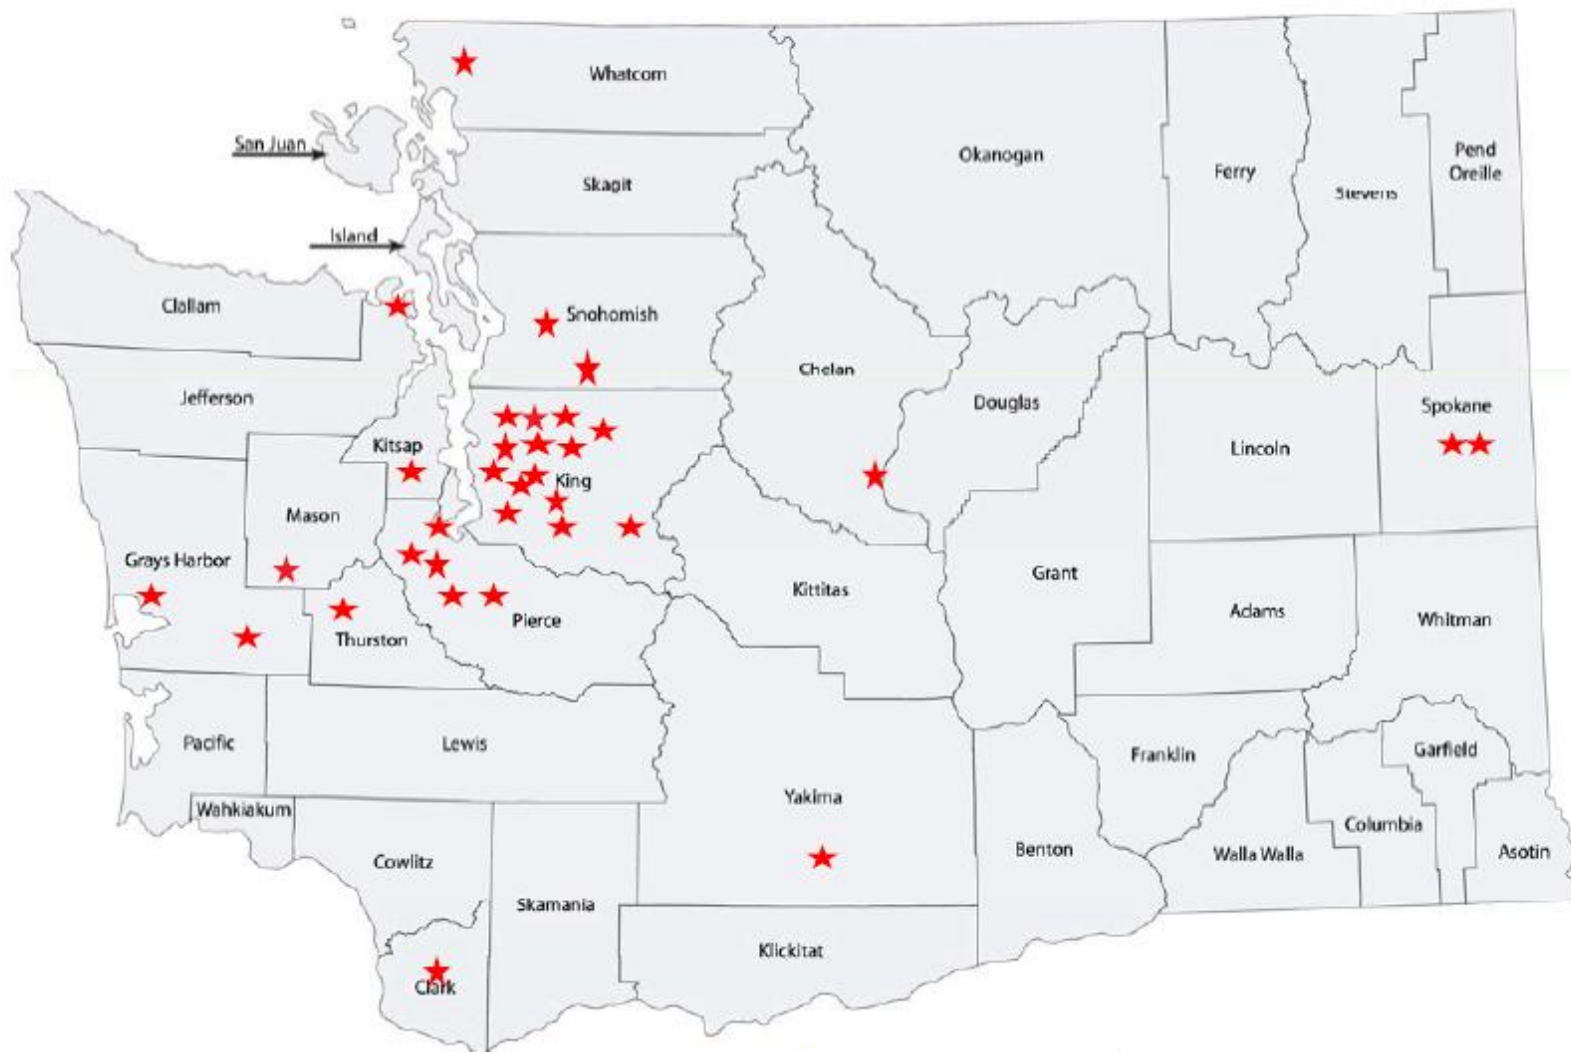 Whatcom
San Juan
Okanogan
Pend
Oreille
Ferry
Skagit
Stevens
Island
Clallam
Snohomish
Chelan
Jefferson
Douglas
Spokane
Kitsap
Lincoln
King
Mason
Grays Harbor
Grant
Kittitas
Adams
Pierce
Whitman
Thurston
Pacific
Lewis
Garfield
Franklin
Yakima
Wahkiakum
Columbia
Benton
Walla Walla
Asotin
Cowlitz
Skamania
Klickitat
Clark